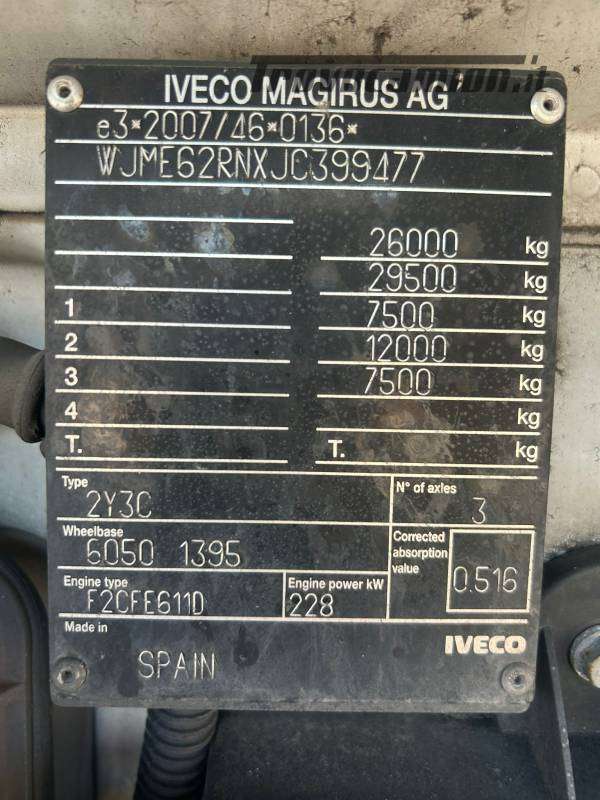 IVECO MAGIRUS AG
e3*2007/46*0136*
WJME62RNXJC399477
26000 kg
29500 kg
1 7500 kg
2 12000 kg
3 7500 kg
4 kg
T. T. kg
Type
2Y3C
N° of axles
3
Wheelbase
6050 1395
Corrected absorption value
0.516
Engine type
F2CFE611D
Engine power kW
228
Made in
SPAIN
IVECO